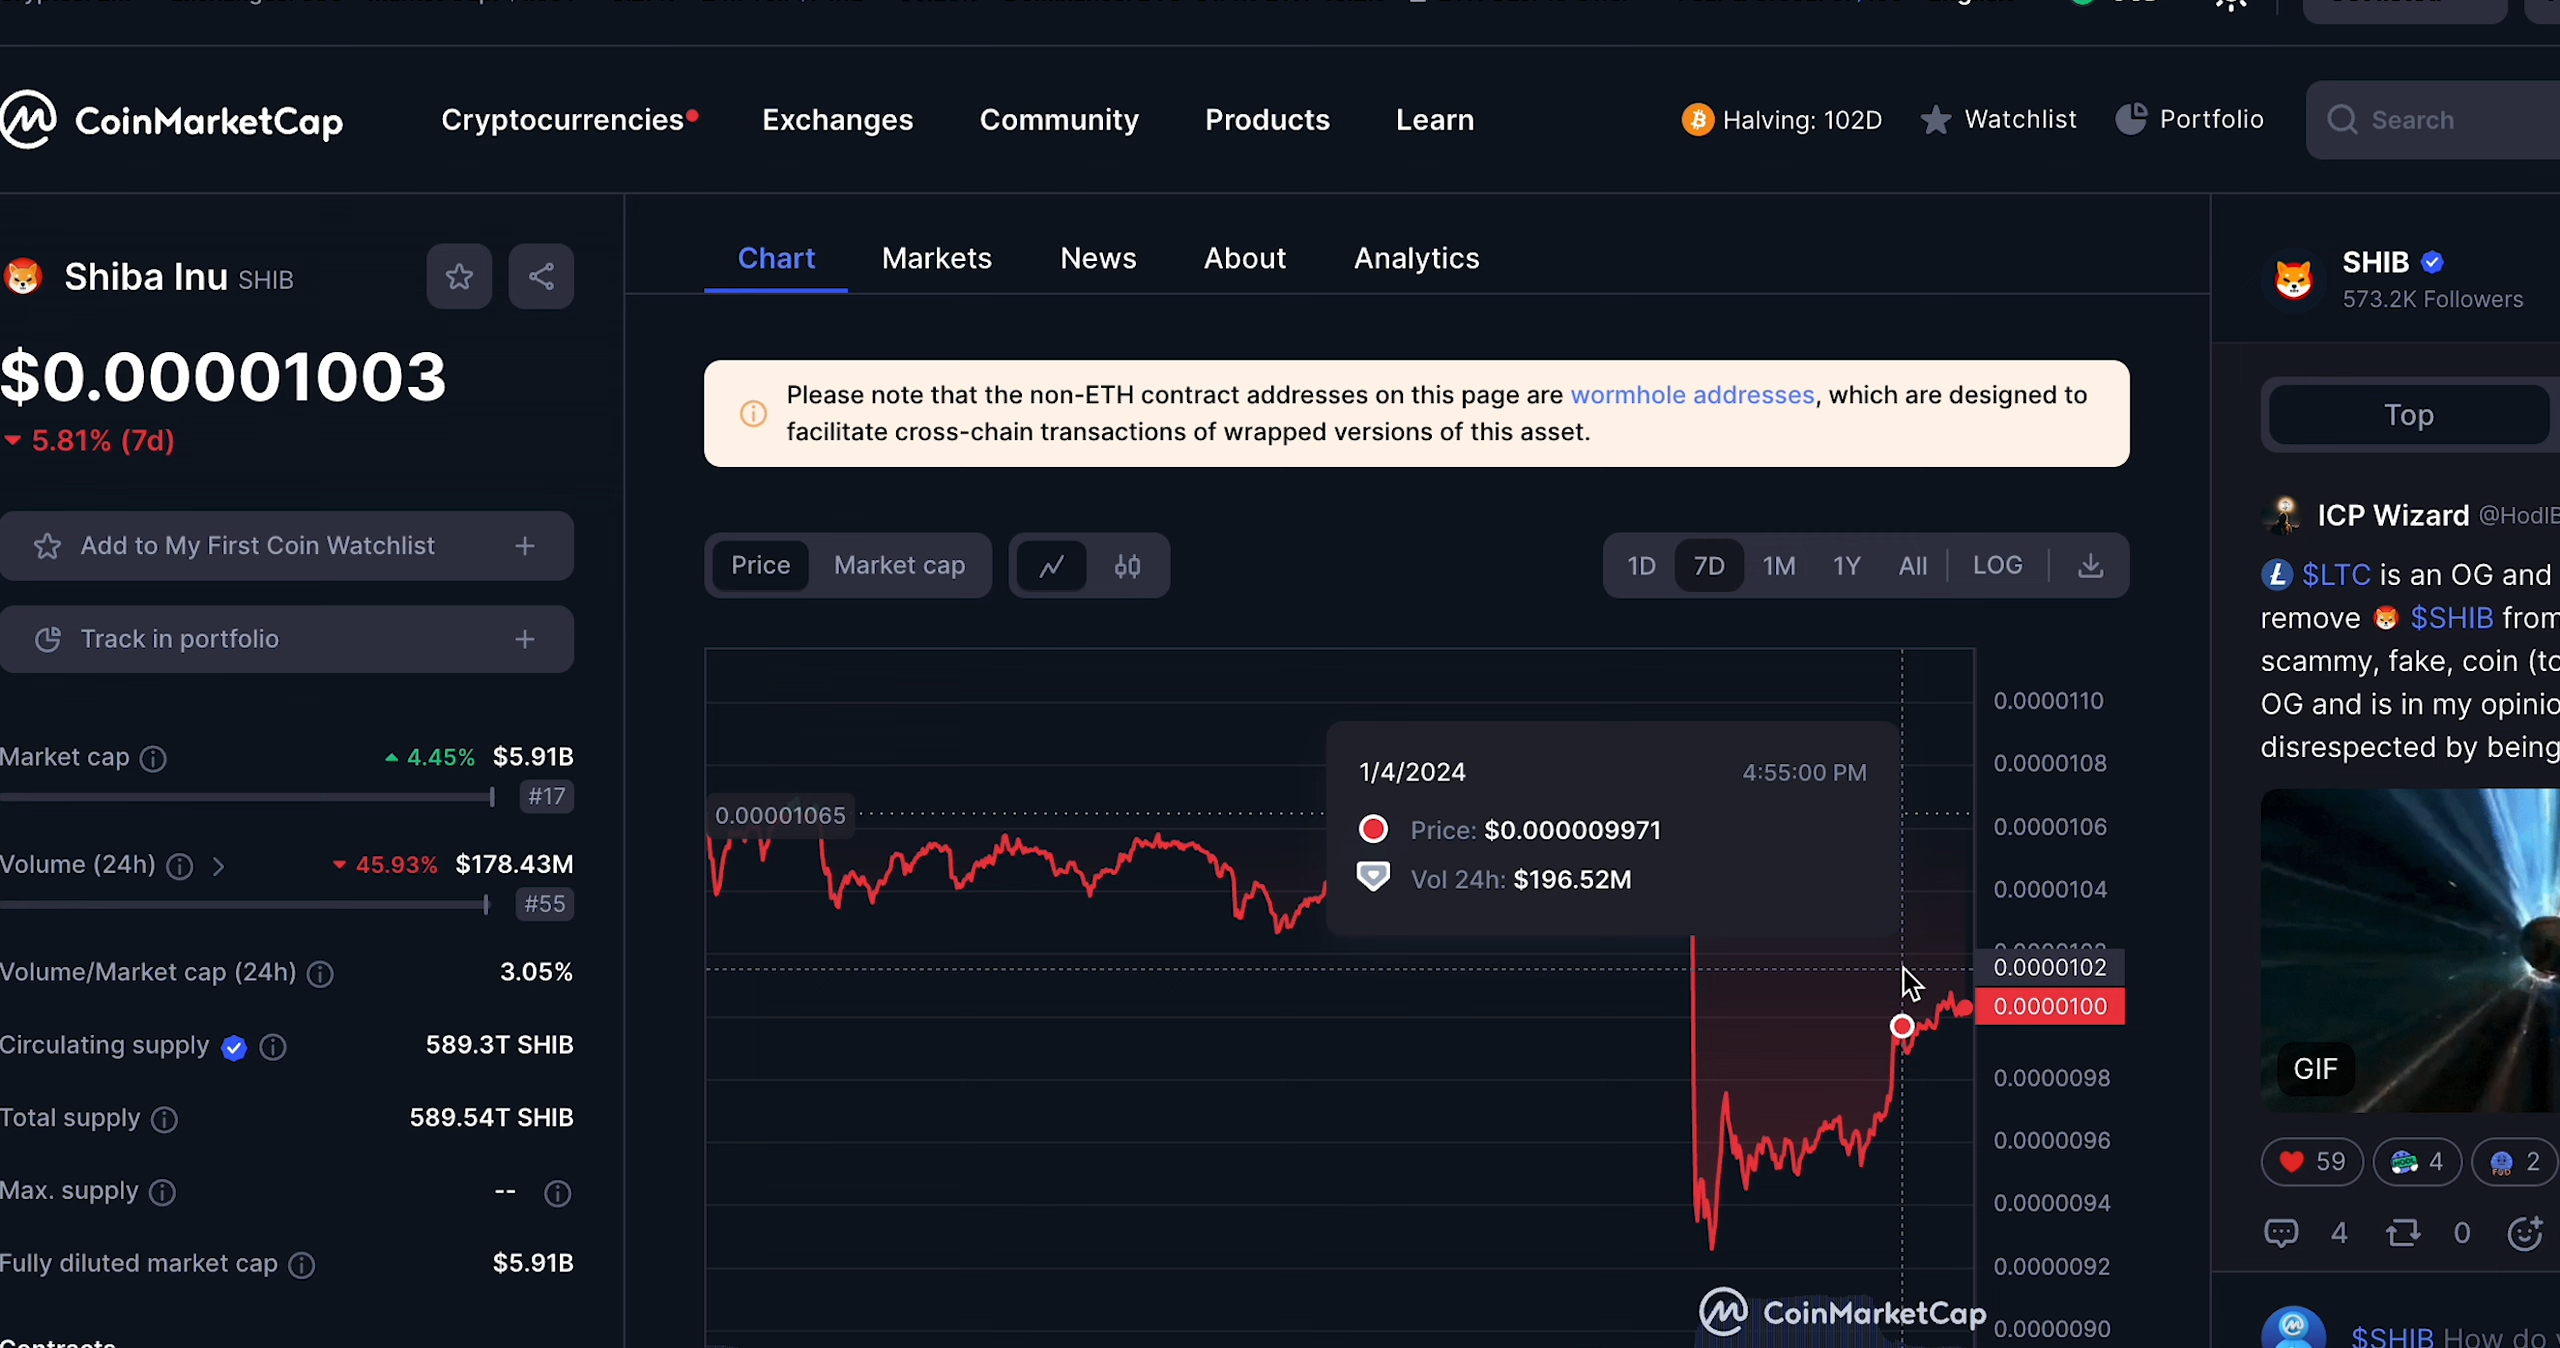 CoinMarketCap
Cryptocurrencies
Exchanges
Community
Products
Learn
Halving: 102D
Watchlist
Portfolio
Search
Shiba Inu SHIB
$0.00001003
5.81% (7d)
Add to My First Coin Watchlist +
Track in portfolio +
Market cap 4.45% $5.91B
#17
Volume (24h) 45.93% $178.43M
#55
Volume/Market cap (24h) 3.05%
Circulating supply 589.3T SHIB
Total supply 589.54T SHIB
Max. supply --
Fully diluted market cap $5.91B
Chart
Markets
News
About
Analytics
Please note that the non-ETH contract addresses on this page are wormhole addresses, which are designed to
facilitate cross-chain transactions of wrapped versions of this asset.
Price
Market cap
1D 7D 1M 1Y All LOG
0.00001065
1/4/2024 4:55:00 PM
Price: $0.000009971
Vol 24h: $196.52M
0.0000110
0.0000108
0.0000106
0.0000104
0.0000102
0.0000100
0.0000098
0.0000096
0.0000094
0.0000092
0.0000090
CoinMarketCap
SHIB
573.2K Followers
Top
ICP Wizard
$LTC is an OG and
remove $SHIB from
scammy, fake, coin
OG and is in my
disrespected by being
GIF
59 4 2
4 0
$SHIB How do